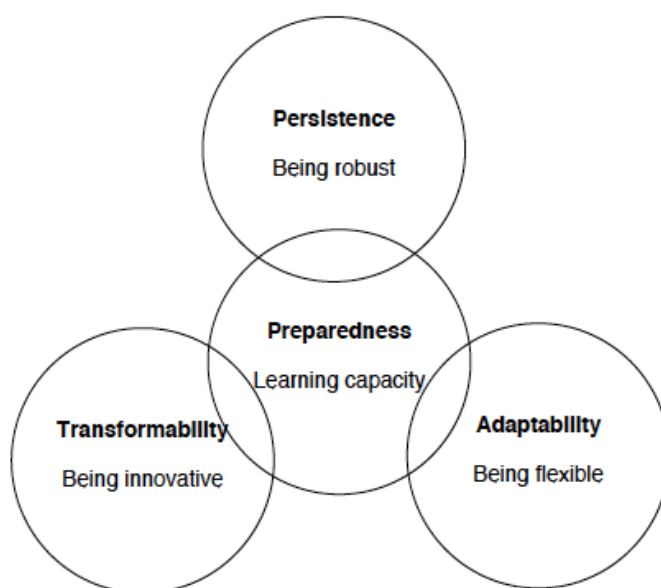 Persistence
Being robust
Preparedness
Learning capacity
Transformability
Being innovative
Adaptability
Being flexible